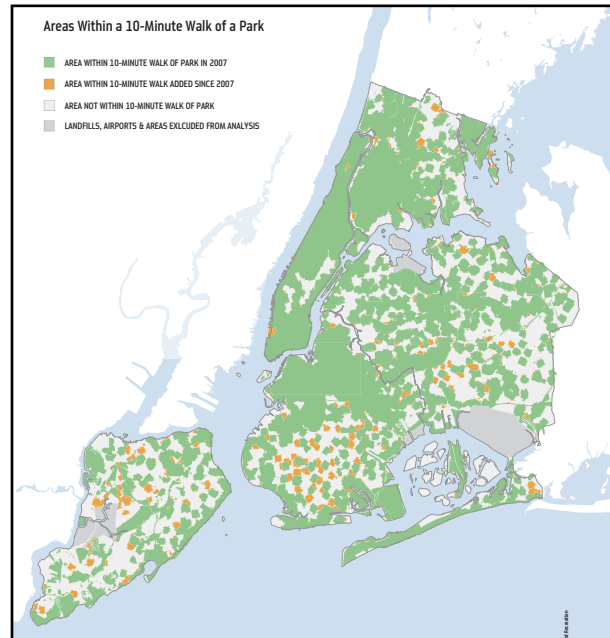 Areas Within a 10-Minute Walk of a Park
AREA WITHIN 10-MINUTE WALK OF PARK IN 2007
AREA WITHIN 10-MINUTE WALK ADDED SINCE 2007
AREA NOT WITHIN 10-MINUTE WALK OF PARK
LANDFILLS, AIRPORTS & AREAS EXLCUDED FROM ANALYSIS
d Recreation